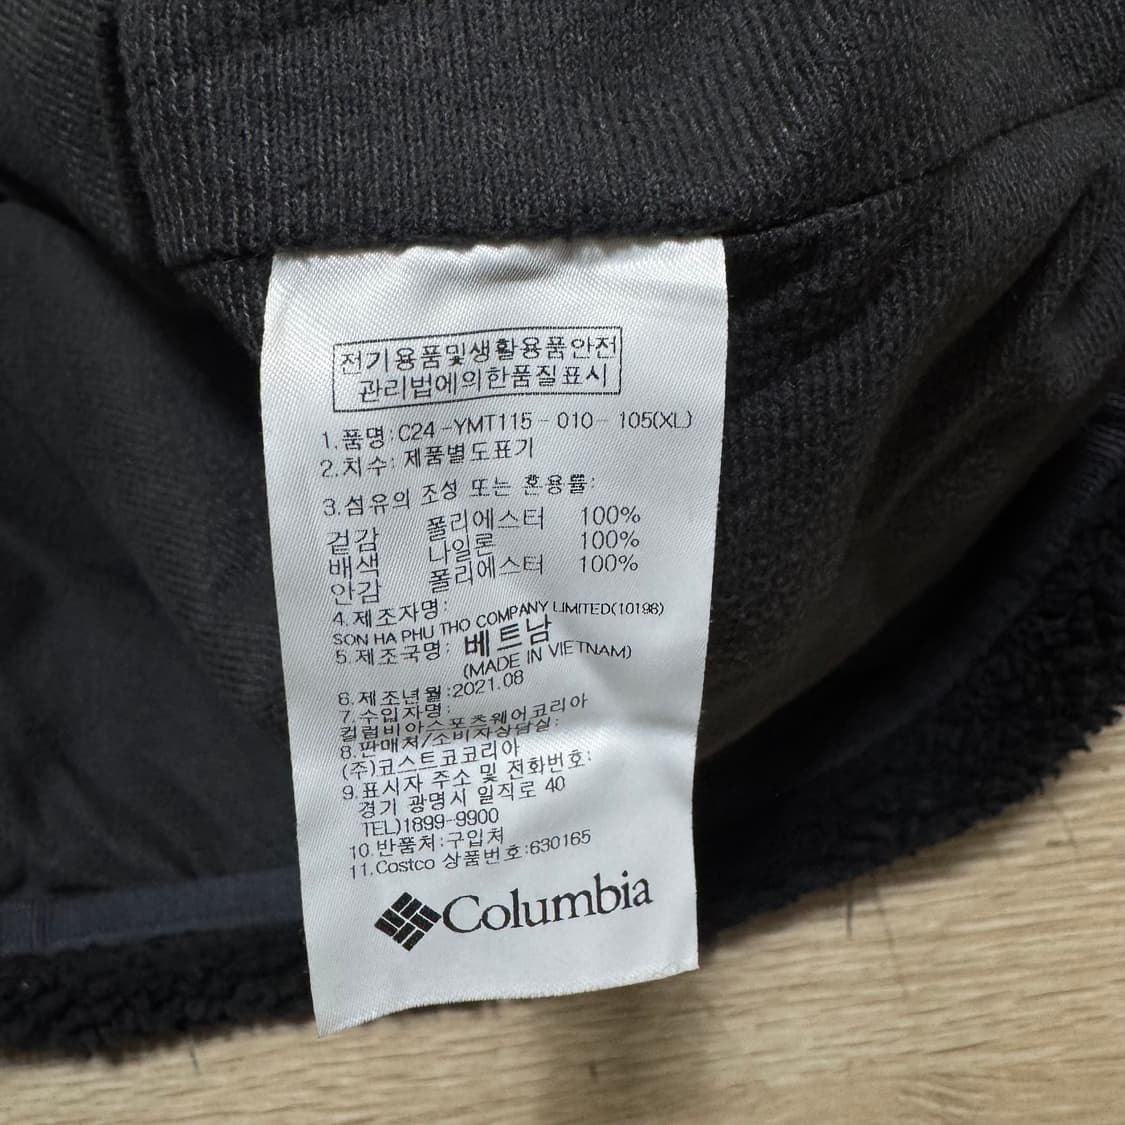 전기용품및생활용품안전
관리법에의한품질표시
1.품명:C24-YMT115-010-105(XL)
2.치수:제품별도표기
3.섬유의 조성 또는 혼용률:
겉감 폴리에스터 100%
배색 나일론 100%
안감 폴리에스터 100%
4.제조자명:
SON HA PHU THO COMPANY LIMITED(10198)
5.제조국명: 베트남
(MADE IN VIETNAM)
6.제조년월:2021.08
7.수입자명:
컬럼비아스포츠웨어코리아
8.판매처/소비자상담실:
(주)코스트코코리아
9.표시자 주소 및 전화번호:
경기 광명시 일직로 40
TEL)1899-9900
10.반품처:구입처
11.Costco 상품번호:630165
Columbia